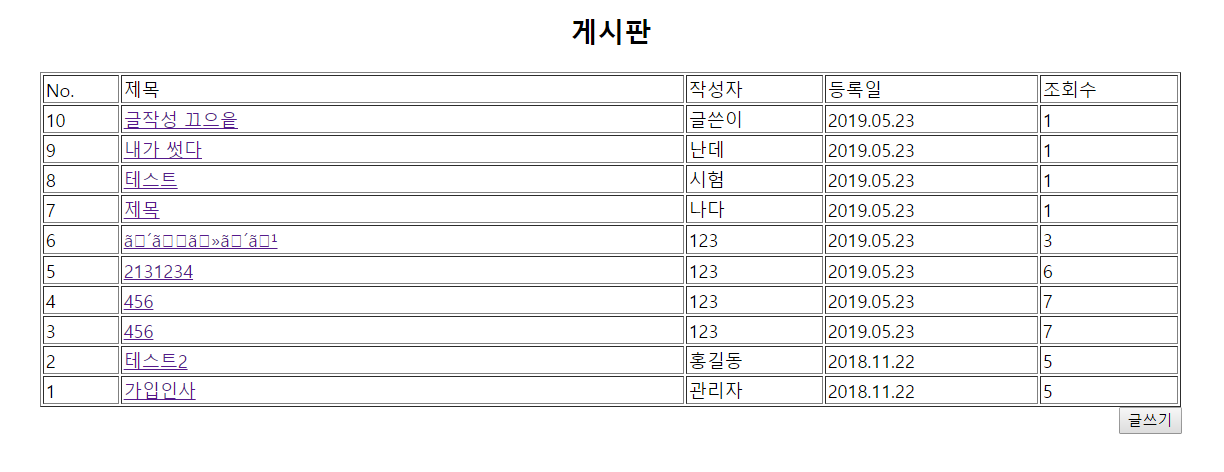 게시판
No. 제목 작성자 등록일 조회수
10 글작성 끄으읕 글쓴이 2019.05.23 1
9 내가 썻다 난데 2019.05.23 1
8 테스트 시험 2019.05.23 1
7 제목 나다 2019.05.23 1
6 ã□´ã□□ã□»ã□´ã□¹ 123 2019.05.23 3
5 2131234 123 2019.05.23 6
4 456 123 2019.05.23 7
3 456 123 2019.05.23 7
2 테스트2 홍길동 2018.11.22 5
1 가입인사 관리자 2018.11.22 5
글쓰기